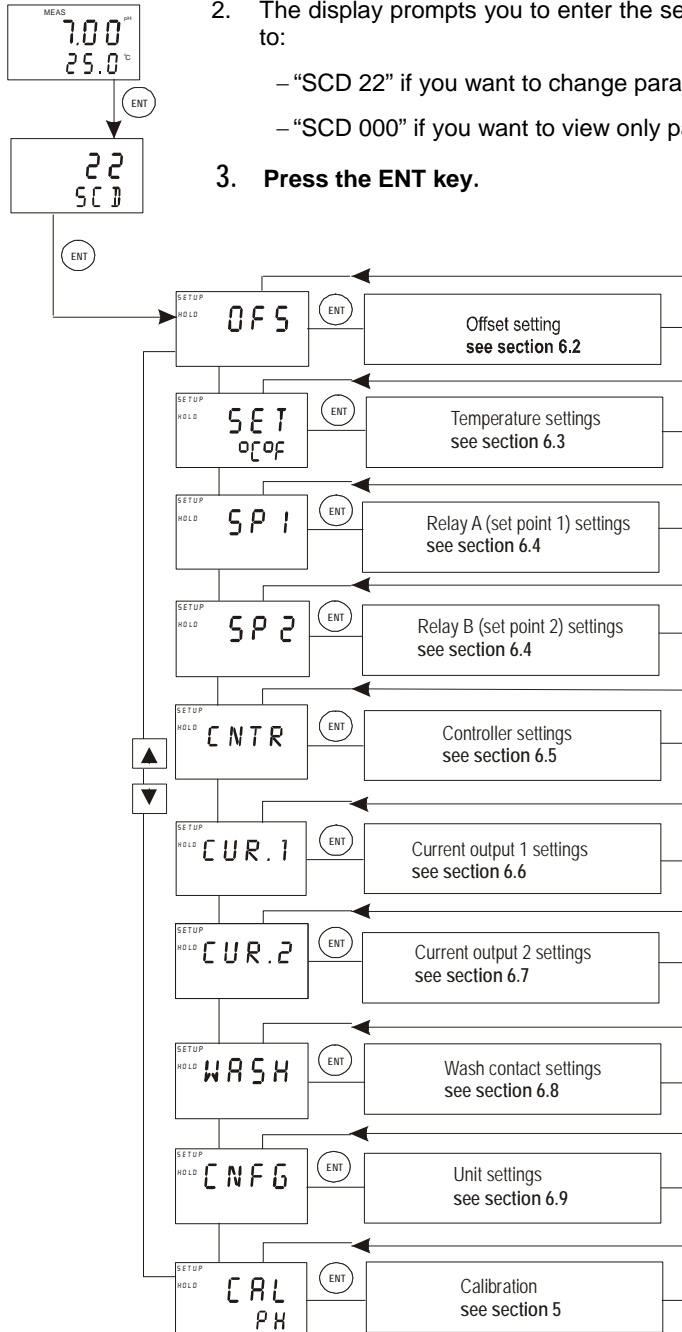 MEAS
7.00 pH
25.0 °C
ENT
22
SCD
ENT
2. The display prompts you to enter the se
to:
– “SCD 22” if you want to change para
– “SCD 000” if you want to view only pa
3. Press the ENT key.
SETUP
HOLD
OFS
ENT
Offset setting
see section 6.2
SETUP
HOLD
SET
°C°F
ENT
Temperature settings
see section 6.3
SETUP
HOLD
SP1
ENT
Relay A (set point 1) settings
see section 6.4
SETUP
HOLD
SP2
ENT
Relay B (set point 2) settings
see section 6.4
SETUP
HOLD
CNTR
ENT
Controller settings
see section 6.5
SETUP
HOLD
CUR.1
ENT
Current output 1 settings
see section 6.6
SETUP
HOLD
CUR.2
ENT
Current output 2 settings
see section 6.7
SETUP
HOLD
WASH
ENT
Wash contact settings
see section 6.8
SETUP
HOLD
CNFG
ENT
Unit settings
see section 6.9
SETUP
HOLD
CAL
PH
ENT
Calibration
see section 5